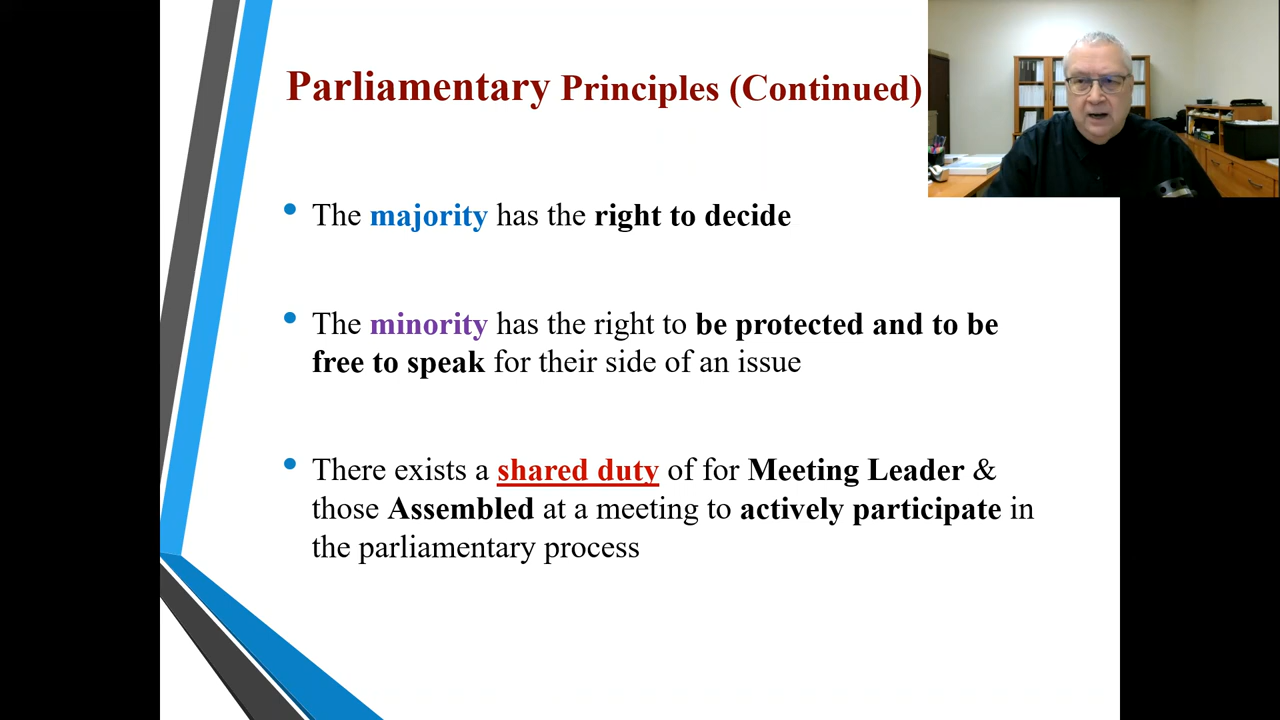 Parliamentary Principles (Continued)
• The majority has the right to decide
• The minority has the right to be protected and to be
free to speak for their side of an issue
• There exists a shared duty of for Meeting Leader &
those Assembled at a meeting to actively participate in
the parliamentary process